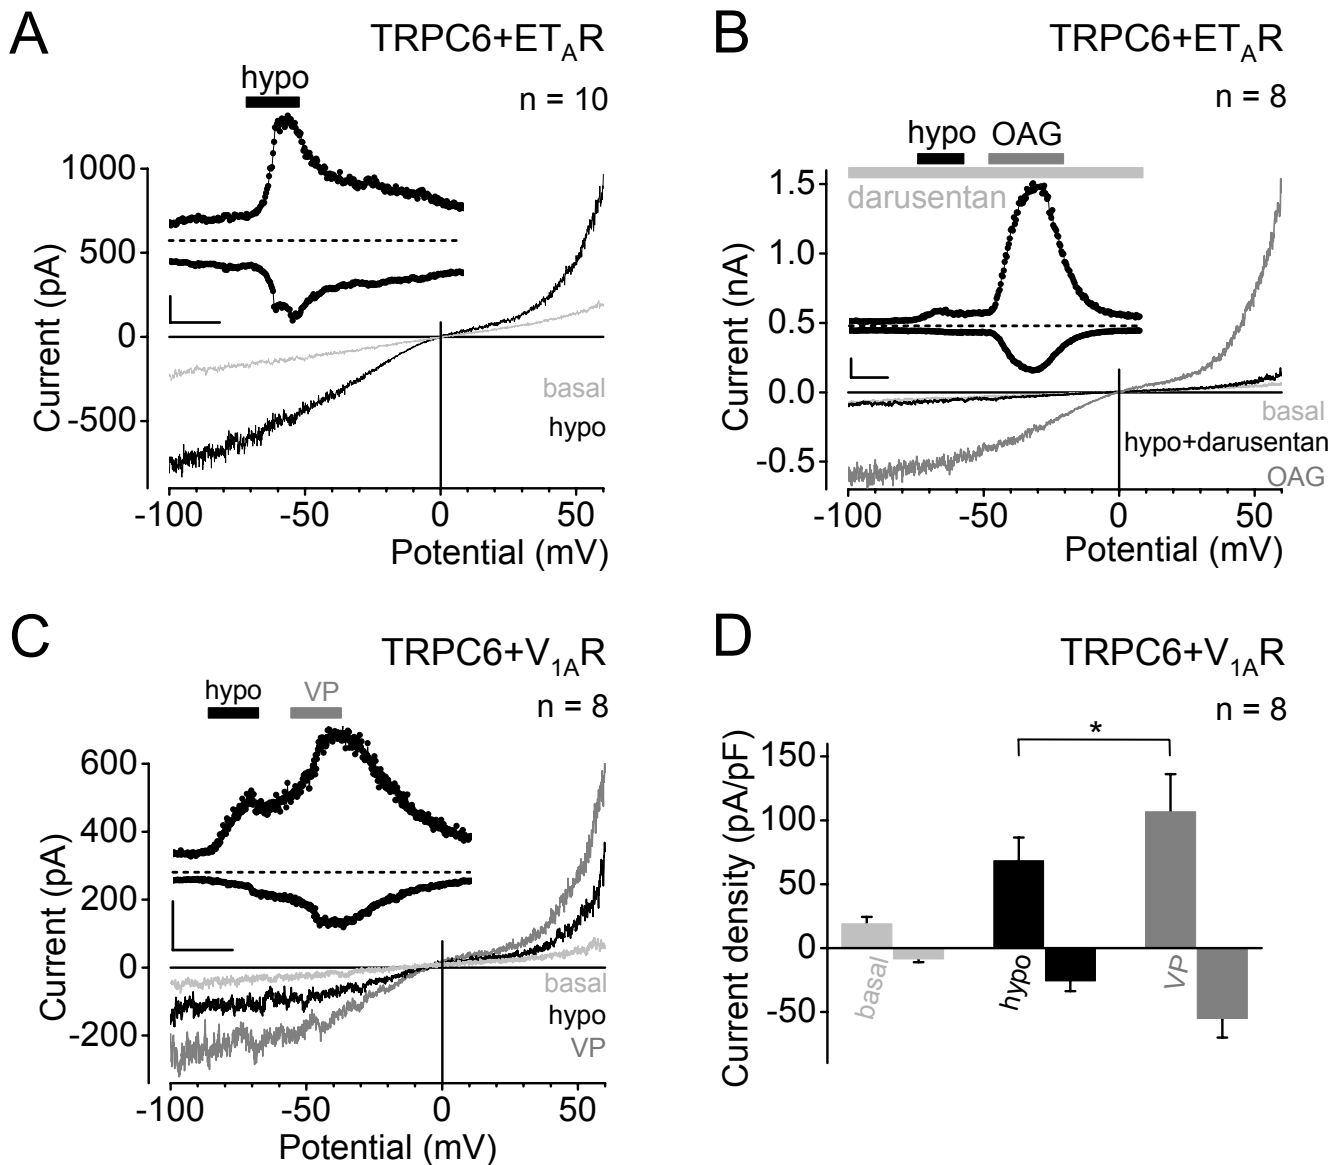 A
TRPC6+ET_AR
n = 10
hypo
1000
500
0
-500
Current (pA)
basal
hypo
-100
-50
0
50
Potential (mV)
B
TRPC6+ET_AR
n = 8
hypo
OAG
darusentan
1.5
1.0
0.5
0.0
-0.5
Current (nA)
basal
hypo+darusentan
OAG
-100
-50
0
50
Potential (mV)
C
TRPC6+V_1AR
n = 8
hypo
VP
600
400
200
0
-200
Current (pA)
basal
hypo
VP
-100
-50
0
50
Potential (mV)
D
TRPC6+V_1AR
n = 8
*
150
100
50
0
-50
Current density (pA/pF)
basal
hypo
VP